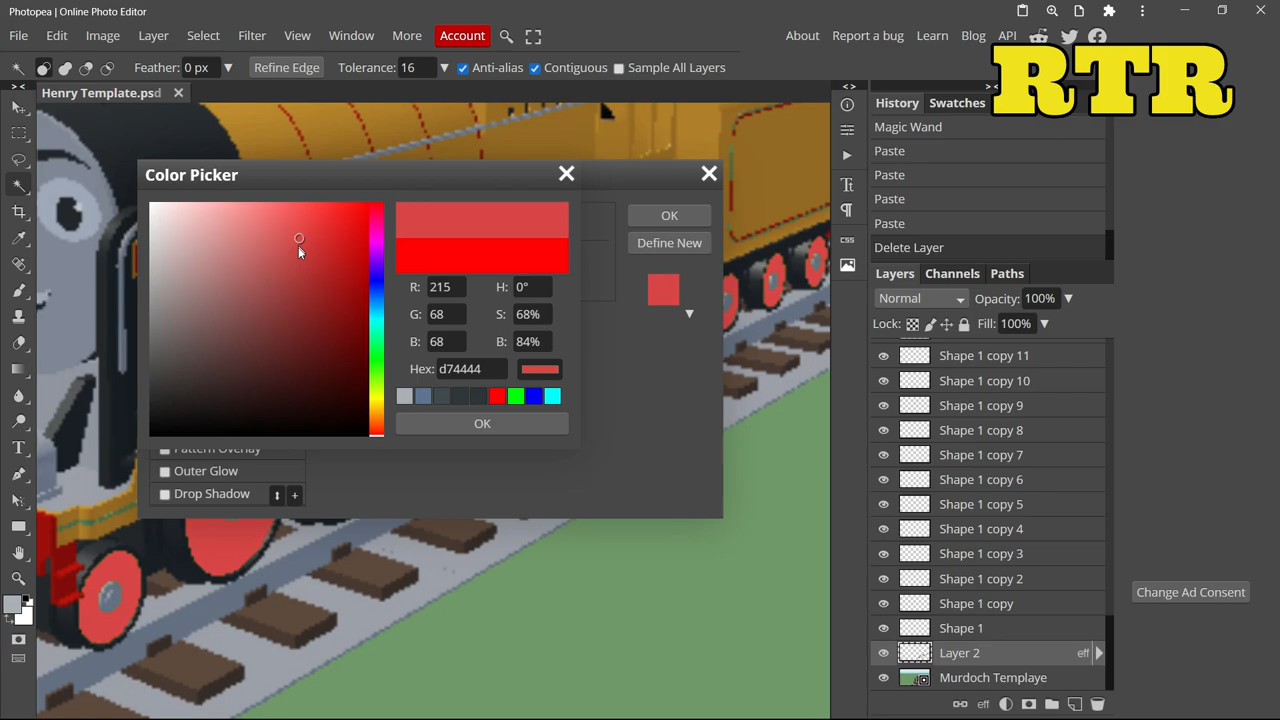 Photopea | Online Photo Editor
File Edit Image Layer Select Filter View Window More Account
About Report a bug Learn Blog API
RTR
Feather: 0 px Refine Edge Tolerance: 16 Anti-alias Contiguous Sample All Layers
Henry Template.psd
History Swatches
Magic Wand
Paste
Paste
Paste
Paste
Delete Layer
Color Picker
OK
Define New
R: 215 H: 0°
G: 68 S: 68%
B: 68 B: 84%
Hex: d74444
OK
Pattern Overlay
Outer Glow
Drop Shadow
CSS
Layers Channels Paths
Normal Opacity: 100%
Lock: Fill: 100%
Shape 1 copy 11
Shape 1 copy 10
Shape 1 copy 9
Shape 1 copy 8
Shape 1 copy 7
Shape 1 copy 6
Shape 1 copy 5
Shape 1 copy 4
Shape 1 copy 3
Shape 1 copy 2
Shape 1 copy
Shape 1
Layer 2 eff
Murdoch Templaye
eff
Change Ad Consent